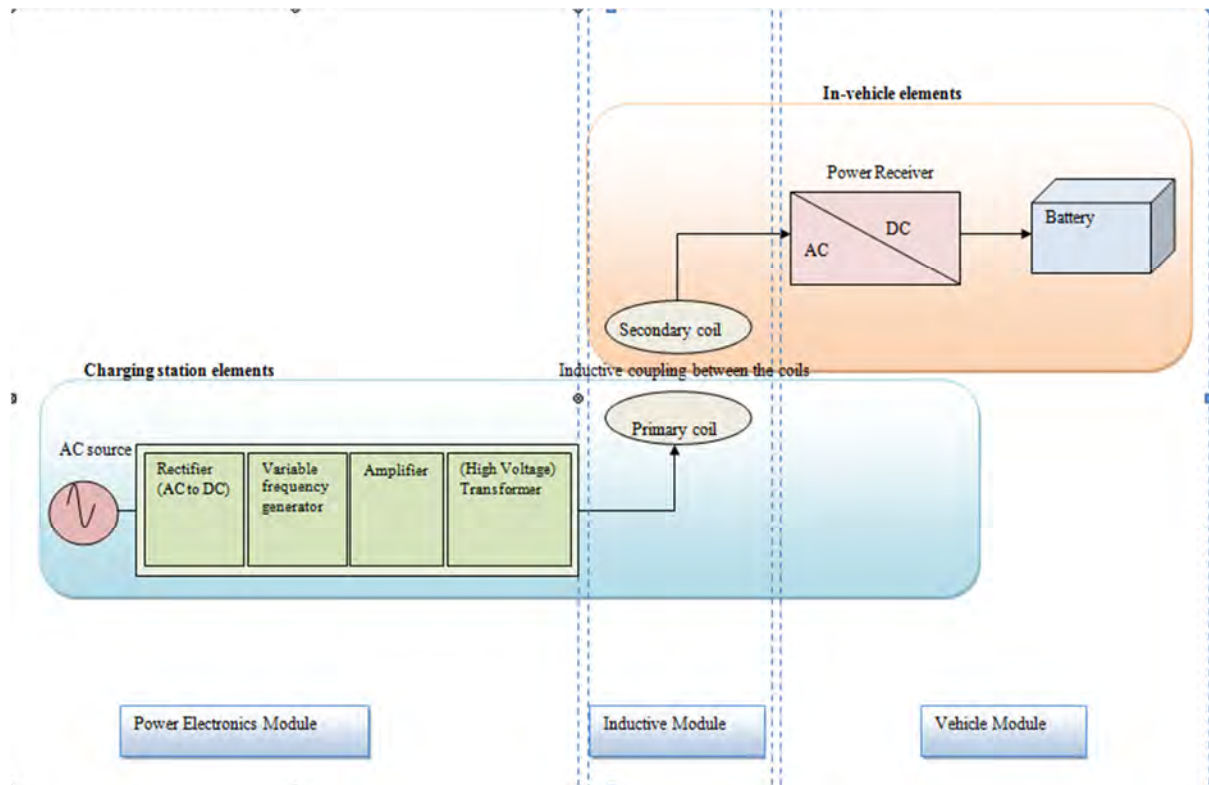 In-vehicle elements
Power Receiver
DC
AC
Battery
Secondary coil
Charging station elements
Inductive coupling between the coils
Primary coil
AC source
Rectifier
(AC to DC)
Variable
frequency
generator
Amplifier
(High Voltage)
Transformer
Power Electronics Module
Inductive Module
Vehicle Module